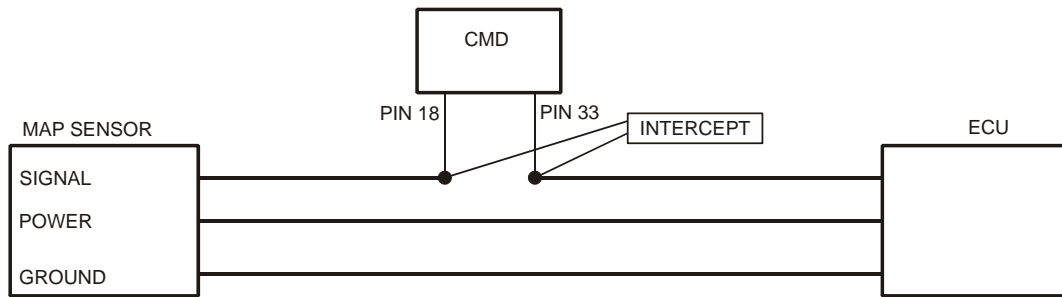 CMD
PIN 18
PIN 33
INTERCEPT
MAP SENSOR
ECU
SIGNAL
POWER
GROUND